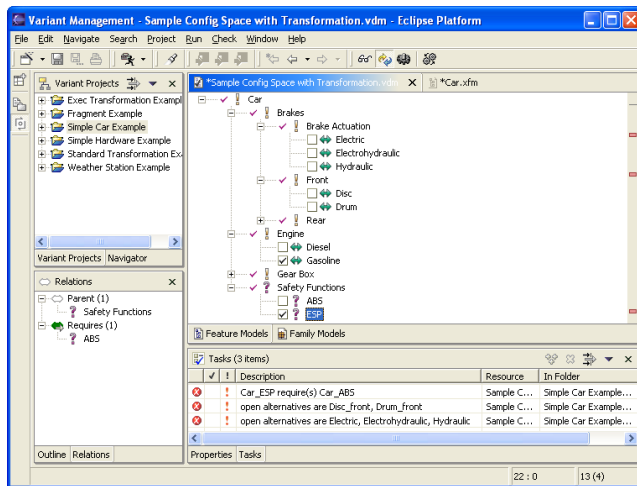 Variant Management - Sample Config Space with Transformation.vdm - Eclipse Platform
File Edit Navigate Search Project Run Check Window Help
Variant Projects
Exec Transformation Exampl
Fragment Example
Simple Car Example
Simple Hardware Example
Standard Transformation Exa
Weather Station Example
Variant Projects Navigator
Relations
Parent (1)
Safety Functions
Requires (1)
ABS
Outline Relations
*Sample Config Space with Transformation.vdm
*Car.xfm
Car
Brakes
Brake Actuation
Electric
Electrohydraulic
Hydraulic
Front
Disc
Drum
Rear
Engine
Diesel
Gasoline
Gear Box
Safety Functions
ABS
ESP
Feature Models Family Models
Tasks (3 items)
! Description Resource In Folder
! Car_ESP require(s) Car_ABS Sample C... Simple Car Example...
! open alternatives are Disc_front, Drum_front Sample C... Simple Car Example...
! open alternatives are Electric, Electrohydraulic, Hydraulic Sample C... Simple Car Example...
Properties Tasks
22 : 0 13 (4)